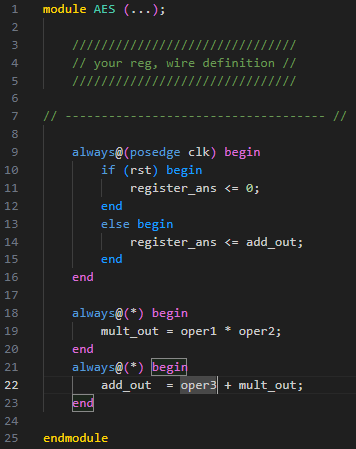 1 module AES (...);
2
3 ///////////////////////////////
4 // your reg, wire definition //
5 ///////////////////////////////
6
7 // ------------------------------------ //
8
9 always@(posedge clk) begin
10 if (rst) begin
11 register_ans <= 0;
12 end
13 else begin
14 register_ans <= add_out;
15 end
16 end
17
18 always@(*) begin
19 mult_out = oper1 * oper2;
20 end
21 always@(*) begin
22 add_out  = oper3 + mult_out;
23 end
24
25 endmodule